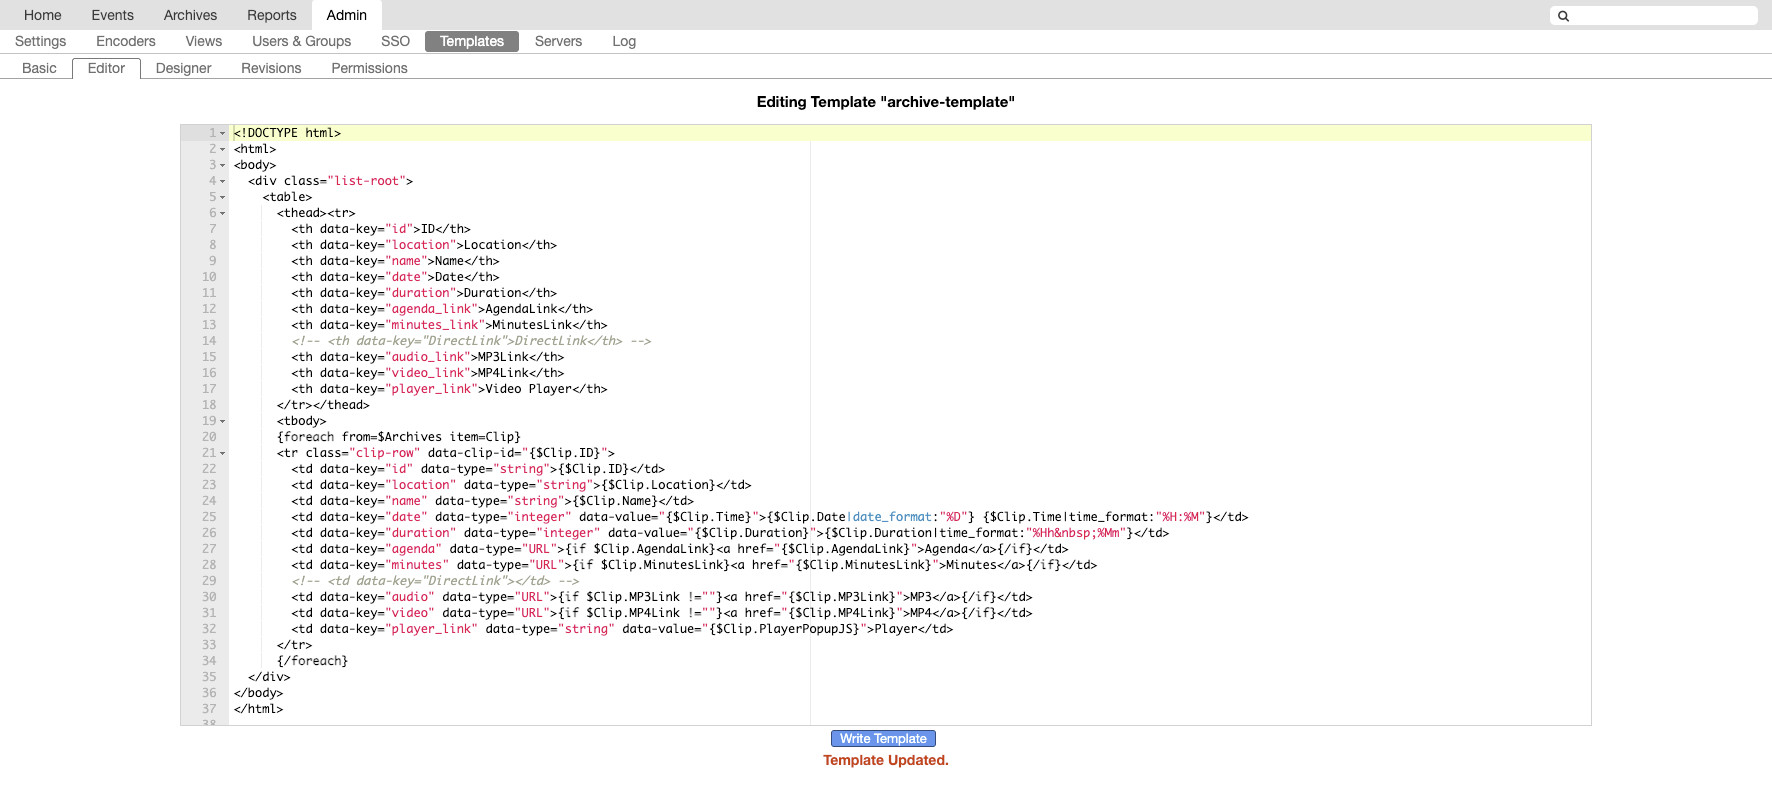 Home Events Archives Reports Admin
Settings Encoders Views Users & Groups SSO Templates Servers Log
Basic Editor Designer Revisions Permissions
Editing Template "archive-template"
1 <!DOCTYPE html>
2 <html>
3 <body>
4 <div class="list-root">
5 <table>
6 <thead><tr>
7 <th data-key="id">ID</th>
8 <th data-key="location">Location</th>
9 <th data-key="name">Name</th>
10 <th data-key="date">Date</th>
11 <th data-key="duration">Duration</th>
12 <th data-key="agenda_link">AgendaLink</th>
13 <th data-key="minutes_link">MinutesLink</th>
14 <!-- <th data-key="DirectLink">DirectLink</th> -->
15 <th data-key="audio_link">MP3Link</th>
16 <th data-key="video_link">MP4Link</th>
17 <th data-key="player_link">Video Player</th>
18 </tr></thead>
19 <tbody>
20 {foreach from=$Archives item=Clip}
21 <tr class="clip-row" data-clip-id="{$Clip.ID}">
22 <td data-key="id" data-type="string">{$Clip.ID}</td>
23 <td data-key="location" data-type="string">{$Clip.Location}</td>
24 <td data-key="name" data-type="string">{$Clip.Name}</td>
25 <td data-key="date" data-type="integer" data-value="{$Clip.Time}">{$Clip.Date|date_format:"%D"} {$Clip.Time|time_format:"%H:%M"}</td>
26 <td data-key="duration" data-type="integer" data-value="{$Clip.Duration}">{$Clip.Duration|time_format:"%Hh&nbsp;%Mm"}</td>
27 <td data-key="agenda" data-type="URL">{if $Clip.AgendaLink}<a href="{$Clip.AgendaLink}">Agenda</a>{/if}</td>
28 <td data-key="minutes" data-type="URL">{if $Clip.MinutesLink}<a href="{$Clip.MinutesLink}">Minutes</a>{/if}</td>
29 <!-- <td data-key="DirectLink"></td> -->
30 <td data-key="audio" data-type="URL">{if $Clip.MP3Link !=""}<a href="{$Clip.MP3Link}">MP3</a>{/if}</td>
31 <td data-key="video" data-type="URL">{if $Clip.MP4Link !=""}<a href="{$Clip.MP4Link}">MP4</a>{/if}</td>
32 <td data-key="player_link" data-type="string" data-value="{$Clip.PlayerPopupJS}">Player</td>
33 </tr>
34 {/foreach}
35 </div>
36 </body>
37 </html>
38
Write Template
Template Updated.